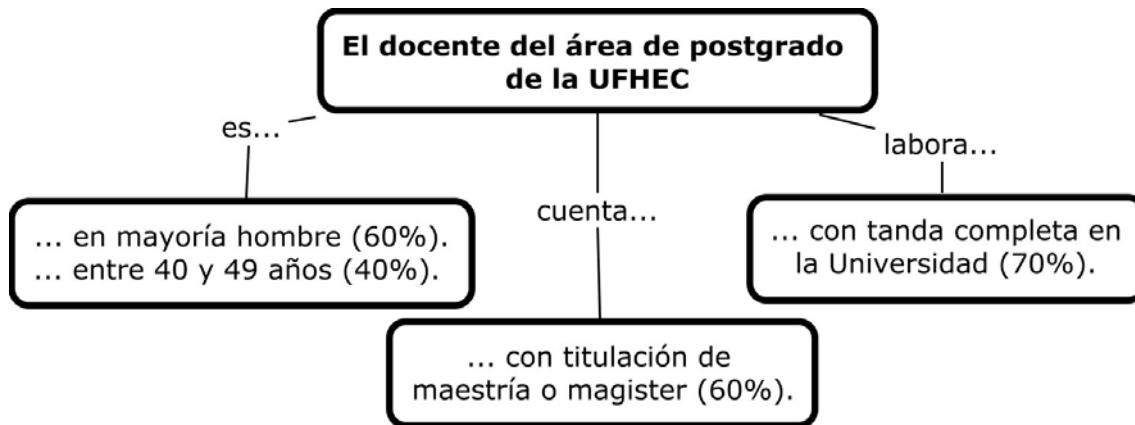 El docente del área de postgrado
de la UFHEC
es...
... en mayoría hombre (60%).
... entre 40 y 49 años (40%).
cuenta...
... con titulación de
maestría o magister (60%).
labora...
... con tanda completa en
la Universidad (70%).